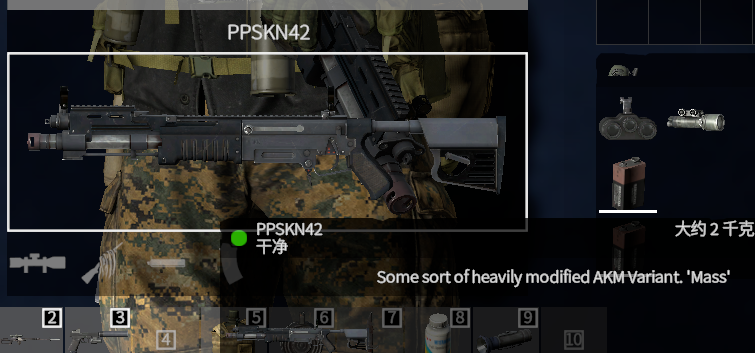 PPSKN42
PPSKN42
干净
大约 2 千克
Some sort of heavily modified AKM Variant. 'Mass'
2
3
4
5
6
7
8
9
10